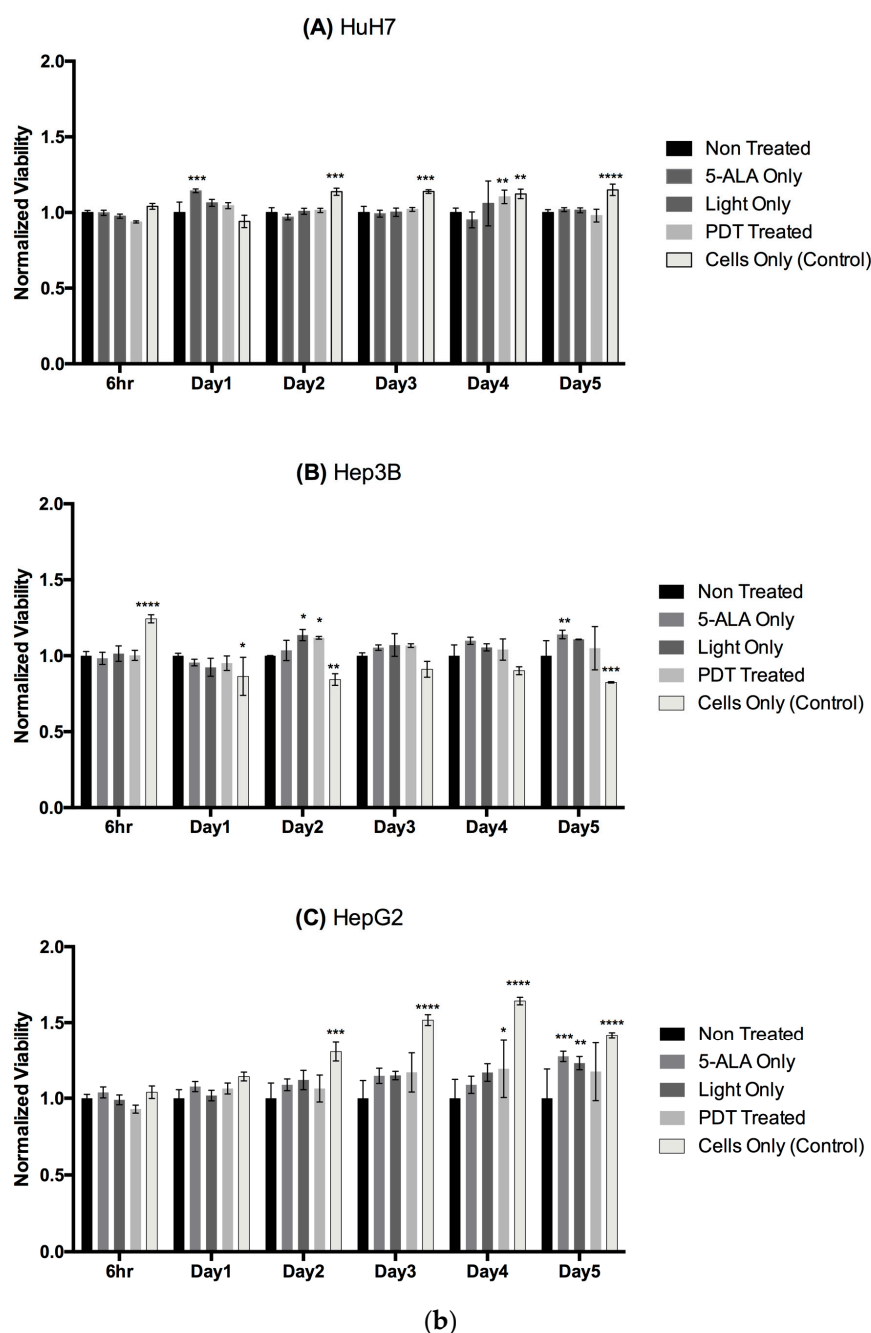 (A) HuH7
2.0
1.5
1.0
0.5
0.0
Normalized Viability
*** *** *** ** ** ****
6hr Day1 Day2 Day3 Day4 Day5
Non Treated
5-ALA Only
Light Only
PDT Treated
Cells Only (Control)
(B) Hep3B
2.0
1.5
1.0
0.5
0.0
Normalized Viability
**** * * * ** ** ***
6hr Day1 Day2 Day3 Day4 Day5
Non Treated
5-ALA Only
Light Only
PDT Treated
Cells Only (Control)
(C) HepG2
2.0
1.5
1.0
0.5
0.0
Normalized Viability
*** **** * **** *** ** ****
6hr Day1 Day2 Day3 Day4 Day5
Non Treated
5-ALA Only
Light Only
PDT Treated
Cells Only (Control)
(b)